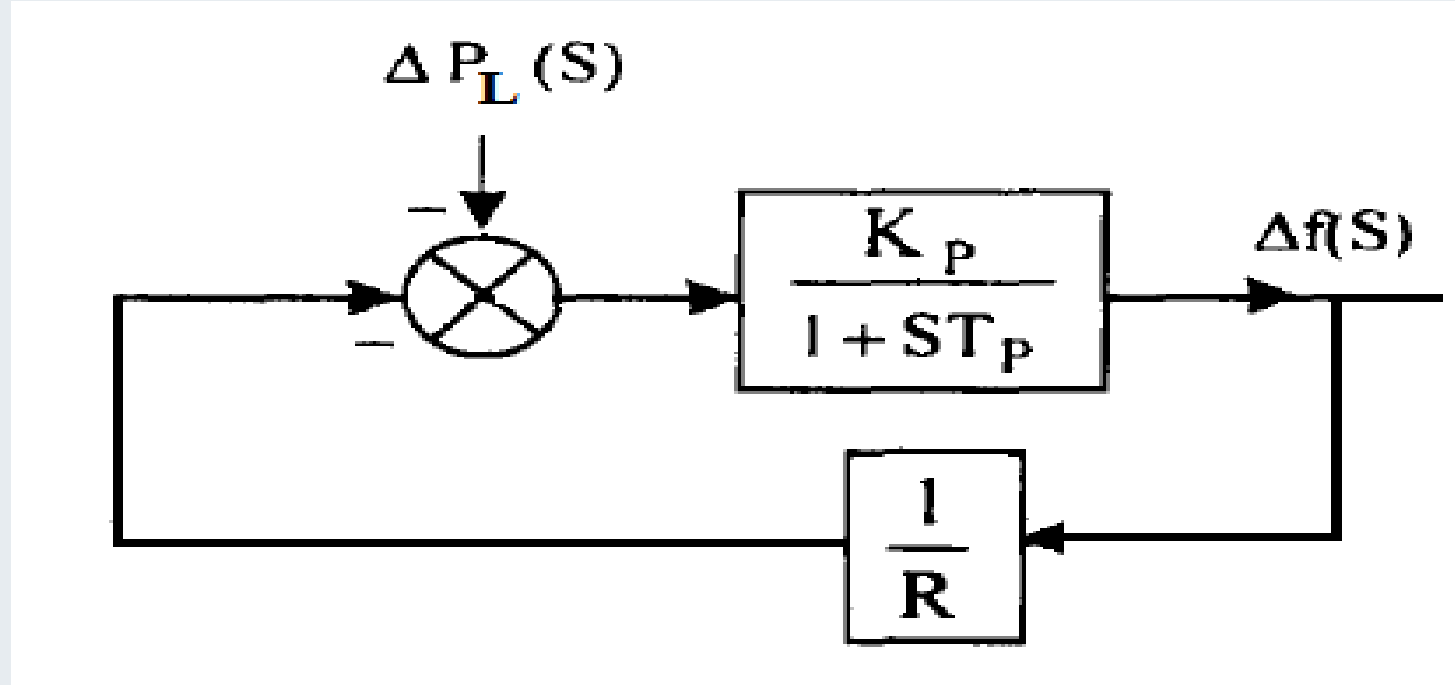 Δ P_L (S)
−
−
K_P
1 + ST_P
Δf(S)
1
R